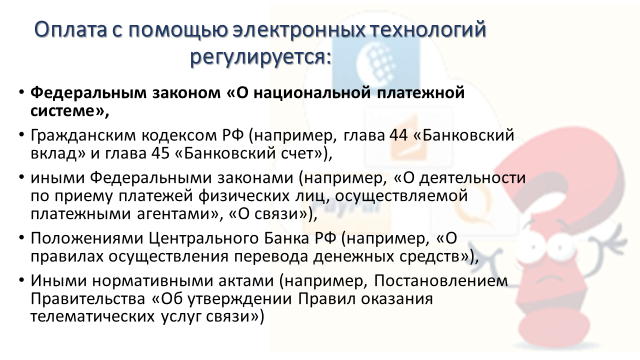 Оплата с помощью электронных технологий
регулируется:
• Федеральным законом «О национальной платежной
системе»,
• Гражданским кодексом РФ (например, глава 44 «Банковский
вклад» и глава 45 «Банковский счет»),
• иными Федеральными законами (например, «О деятельности
по приему платежей физических лиц, осуществляемой
платежными агентами», «О связи»),
• Положениями Центрального Банка РФ (например, «О
правилах осуществления перевода денежных средств»),
• Иными нормативными актами (например, Постановлением
Правительства «Об утверждении Правил оказания
телематических услуг связи»)
PayPal